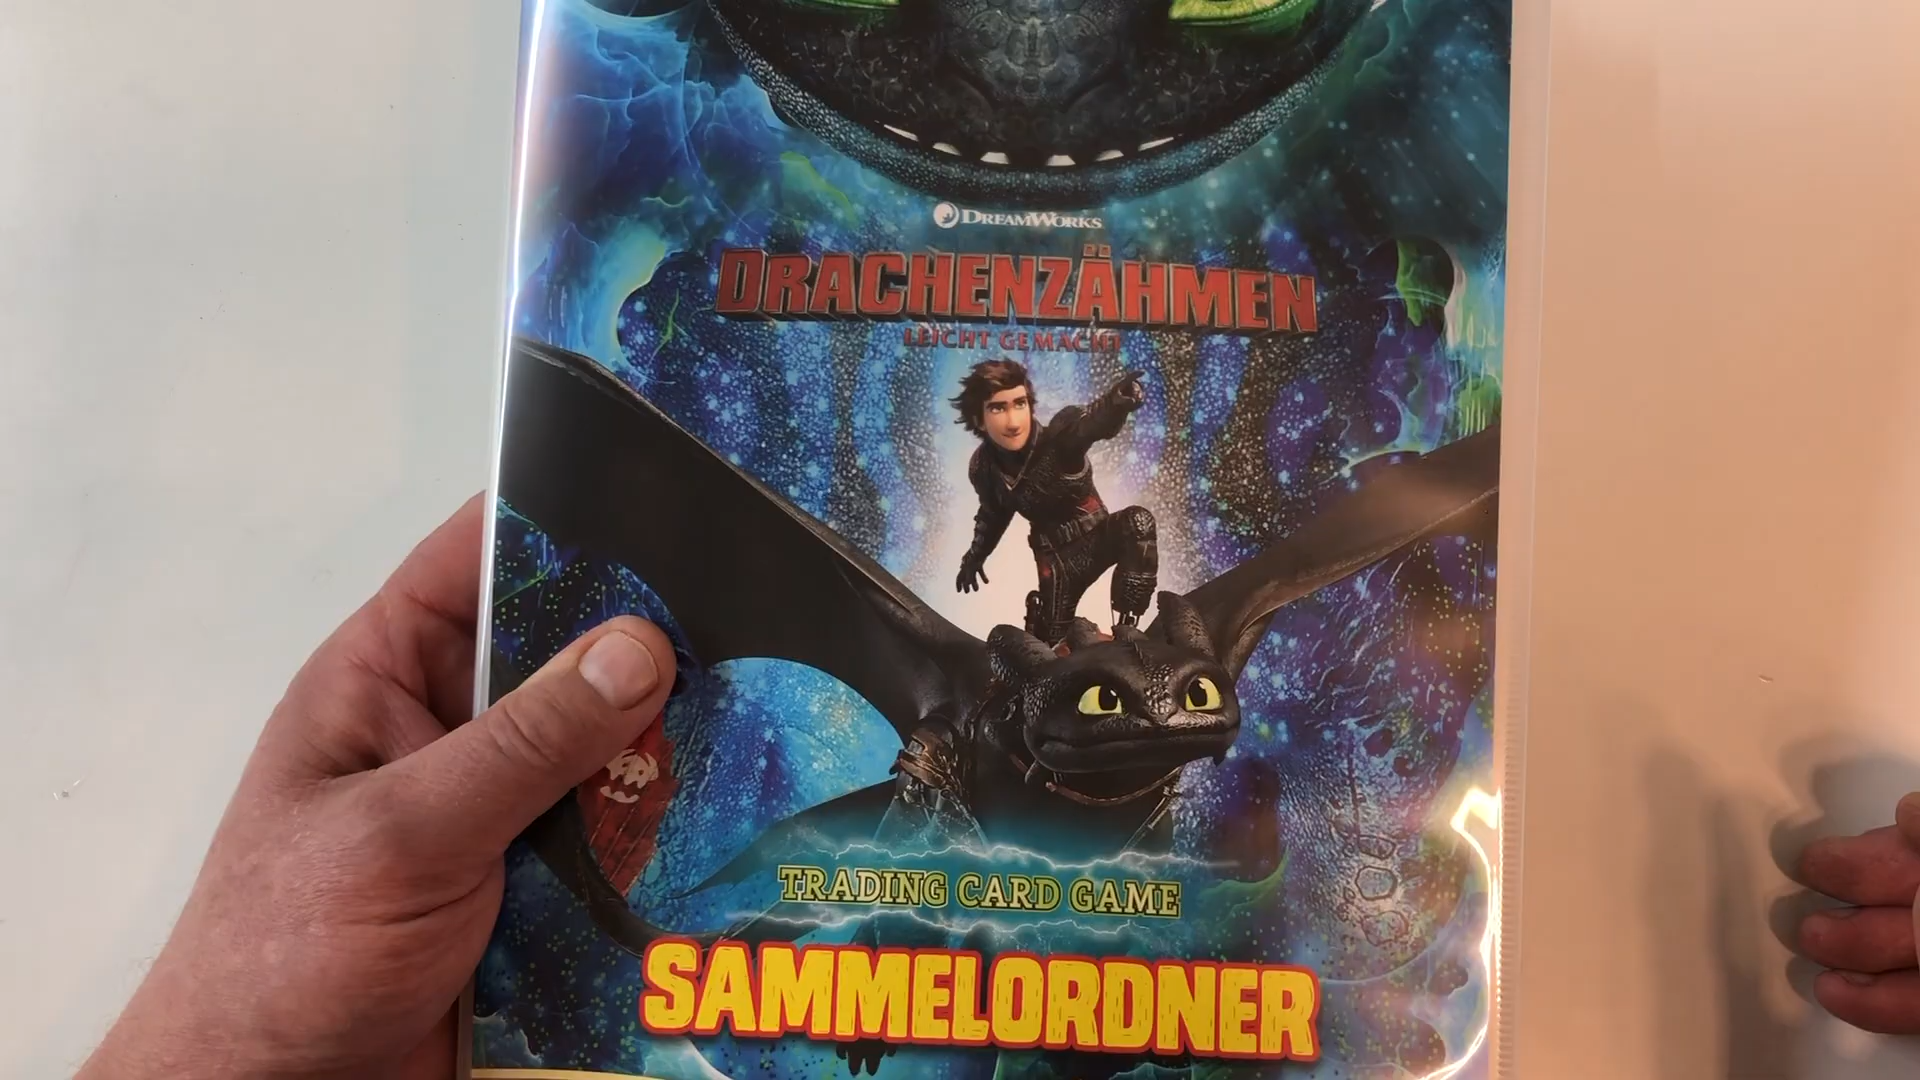 DREAMWORKS
DRACHENZÄHMEN
LEICHT GEMACHT
TRADING CARD GAME
SAMMELORDNER